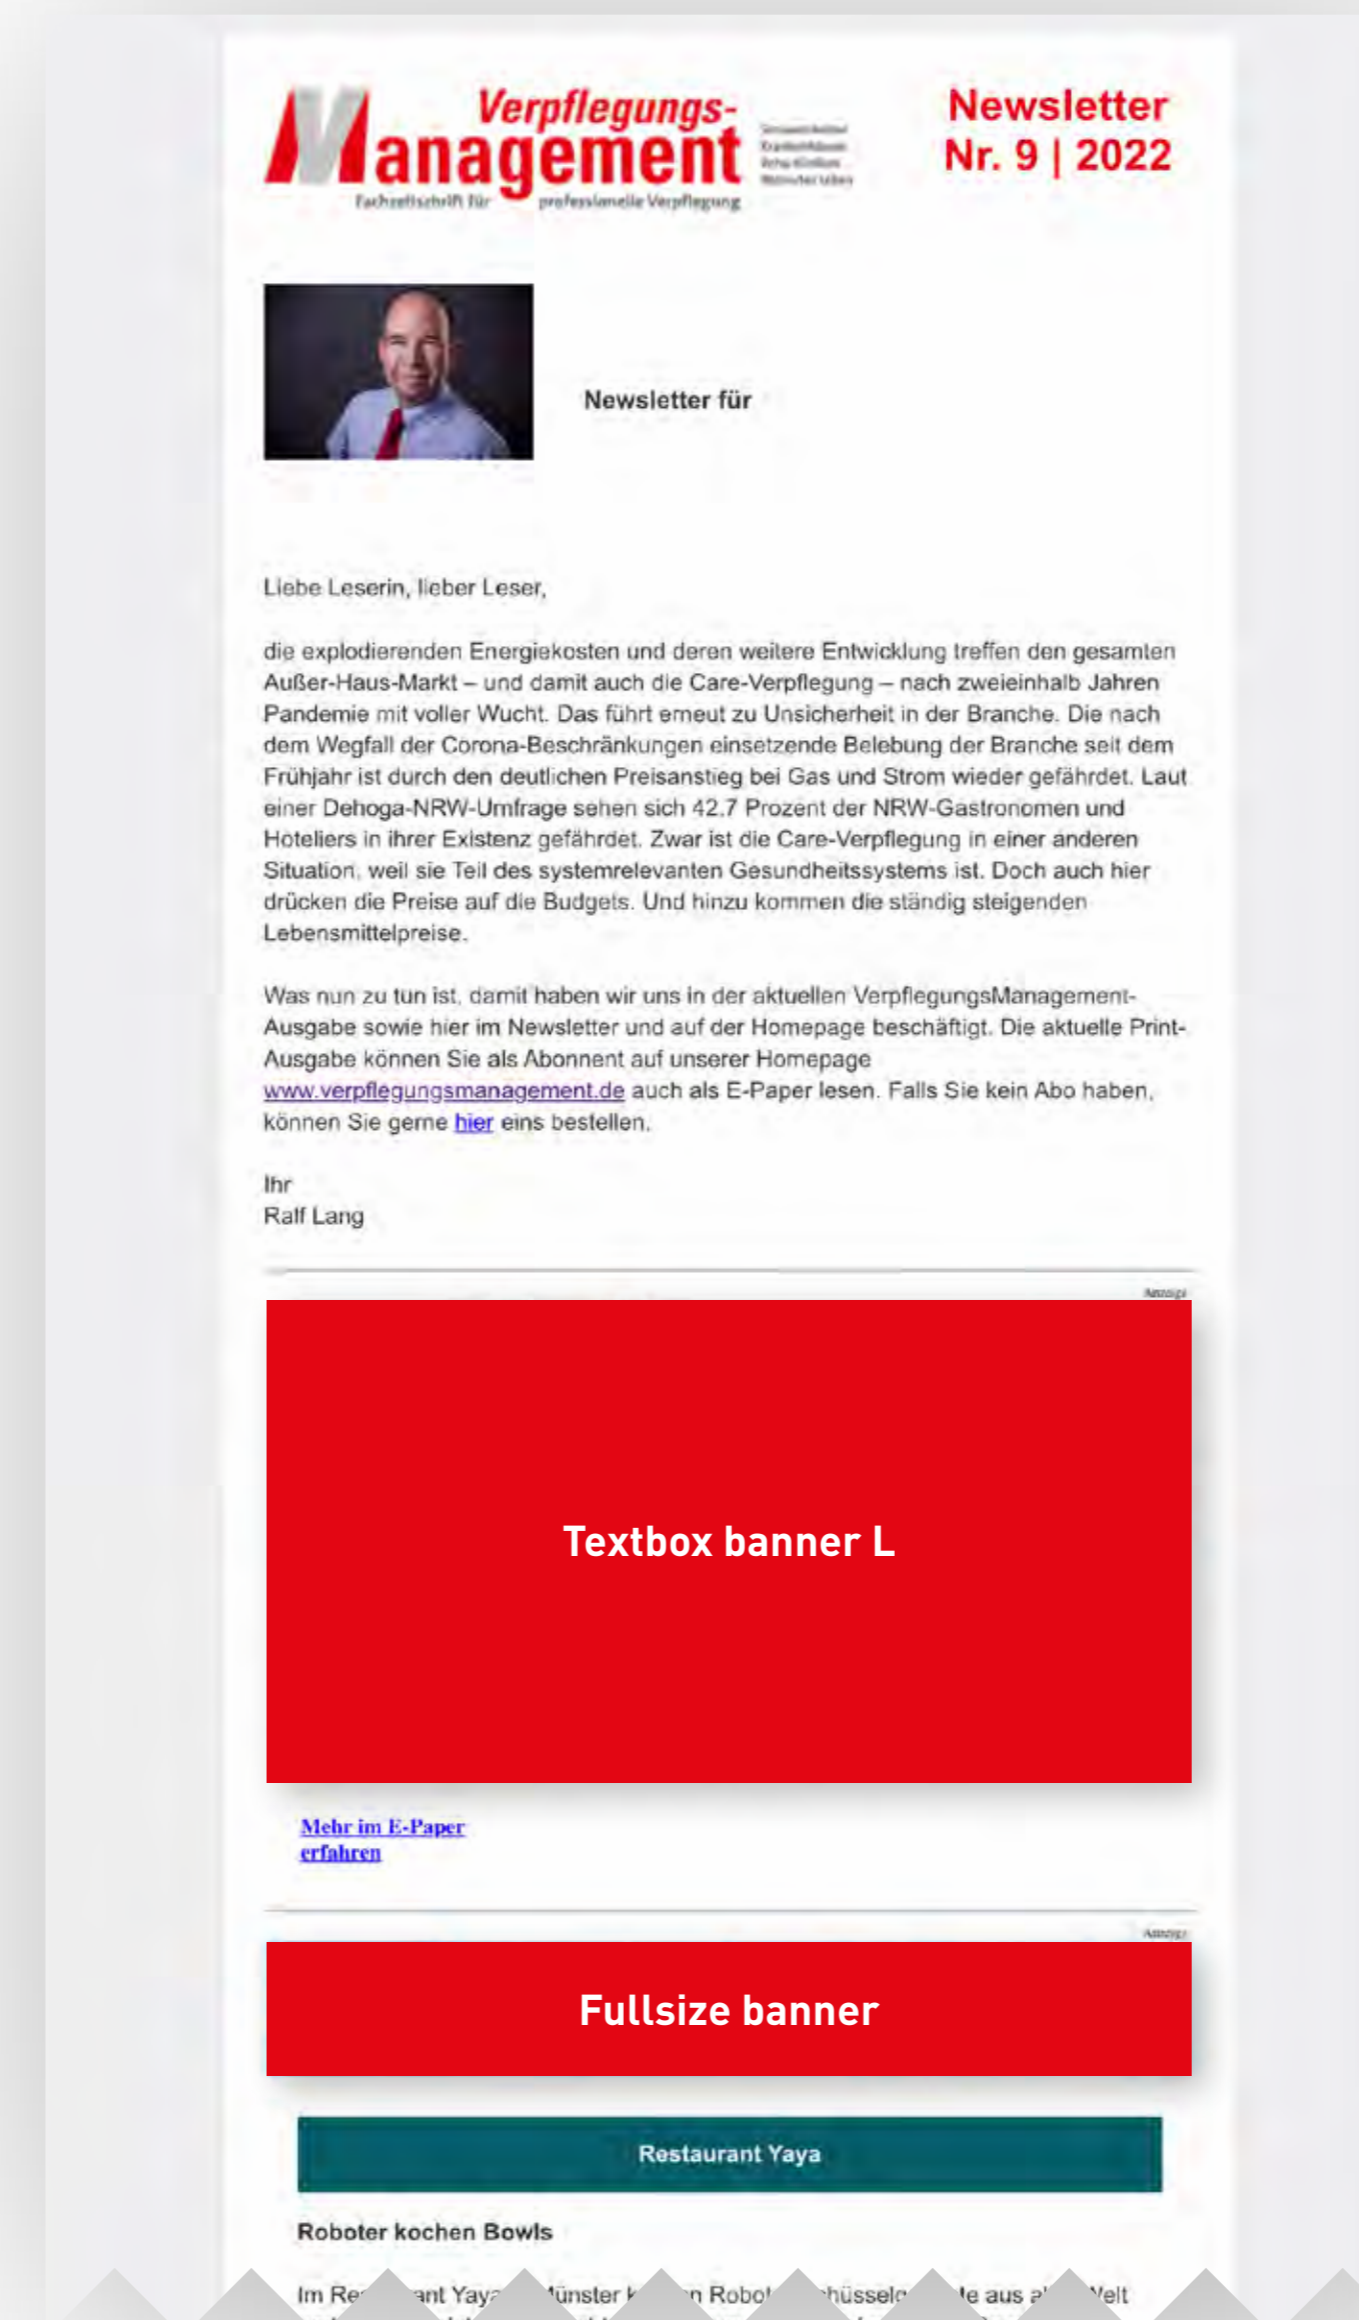 Verpflegungs-
Management
Fachzeitschrift für professionelle Verpflegung
Newsletter
Nr. 9 | 2022
Newsletter für
Liebe Leserin, lieber Leser,
die explodierenden Energiekosten und deren weitere Entwicklung treffen den gesamten
Außer-Haus-Markt – und damit auch die Care-Verpflegung – nach zweieinhalb Jahren
Pandemie mit voller Wucht. Das führt erneut zu Unsicherheit in der Branche. Die nach
dem Wegfall der Corona-Beschränkungen einsetzende Belebung der Branche seit dem
Frühjahr ist durch den deutlichen Preisanstieg bei Gas und Strom wieder gefährdet. Laut
einer Dehoga-NRW-Umfrage sehen sich 42,7 Prozent der NRW-Gastronomen und
Hoteliers in ihrer Existenz gefährdet. Zwar ist die Care-Verpflegung in einer anderen
Situation, weil sie Teil des systemrelevanten Gesundheitssystems ist. Doch auch hier
drücken die Preise auf die Budgets. Und hinzu kommen die ständig steigenden
Lebensmittelpreise.
Was nun zu tun ist, damit haben wir uns in der aktuellen VerpflegungsManagement-
Ausgabe sowie hier im Newsletter und auf der Homepage beschäftigt. Die aktuelle Print-
Ausgabe können Sie als Abonnent auf unserer Homepage
www.verpflegungsmanagement.de auch als E-Paper lesen. Falls Sie kein Abo haben,
können Sie gerne hier eins bestellen.
Ihr
Ralf Lang
Anzeige
Textbox banner L
Mehr im E-Paper
erfahren
Anzeige
Fullsize banner
Restaurant Yaya
Roboter kochen Bowls
Im Yaya aus